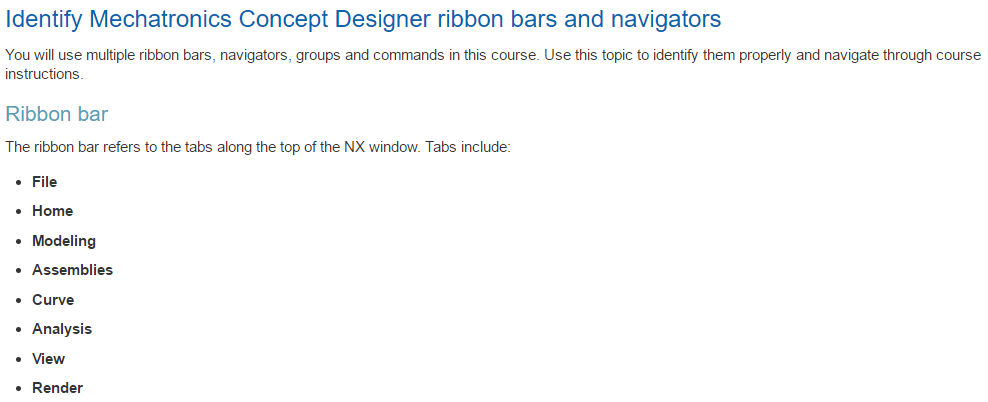 Identify Mechatronics Concept Designer ribbon bars and navigators
You will use multiple ribbon bars, navigators, groups and commands in this course. Use this topic to identify them properly and navigate through course
instructions.
Ribbon bar
The ribbon bar refers to the tabs along the top of the NX window. Tabs include:
• File
• Home
• Modeling
• Assemblies
• Curve
• Analysis
• View
• Render